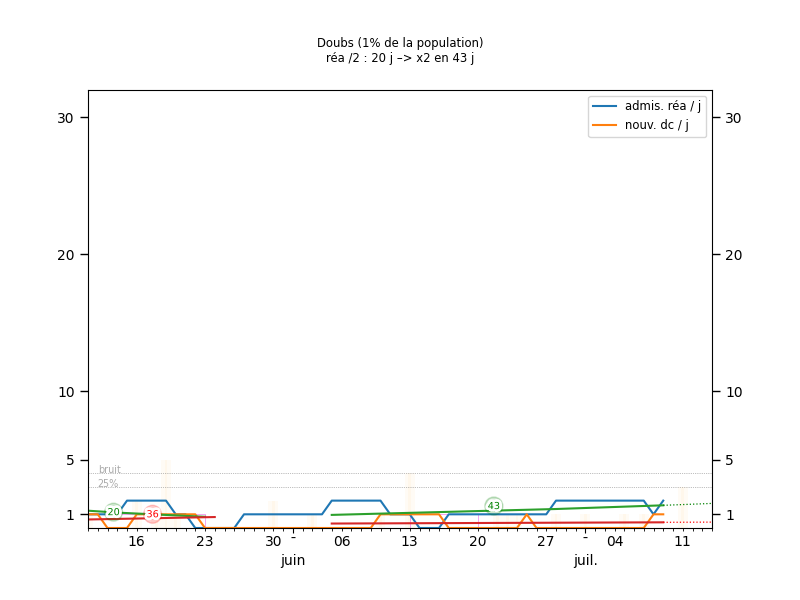 Doubs (1% de la population)
réa /2 : 20 j –> x2 en 43 j
admis. réa / j
nouv. dc / j
30 30
20 20
10 10
5 5
bruit
25%
1 1
20 36 43
16 23 30 - 06 13 20 27 - 04 11
juin juil.